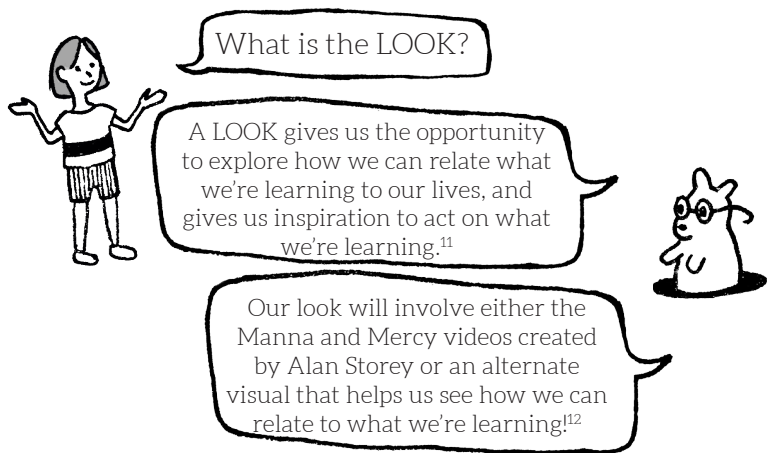 What is the LOOK?
A LOOK gives us the opportunity
to explore how we can relate what
we're learning to our lives, and
gives us inspiration to act on what
we're learning.¹¹
Our look will involve either the
Manna and Mercy videos created
by Alan Storey or an alternate
visual that helps us see how we can
relate to what we're learning!¹²